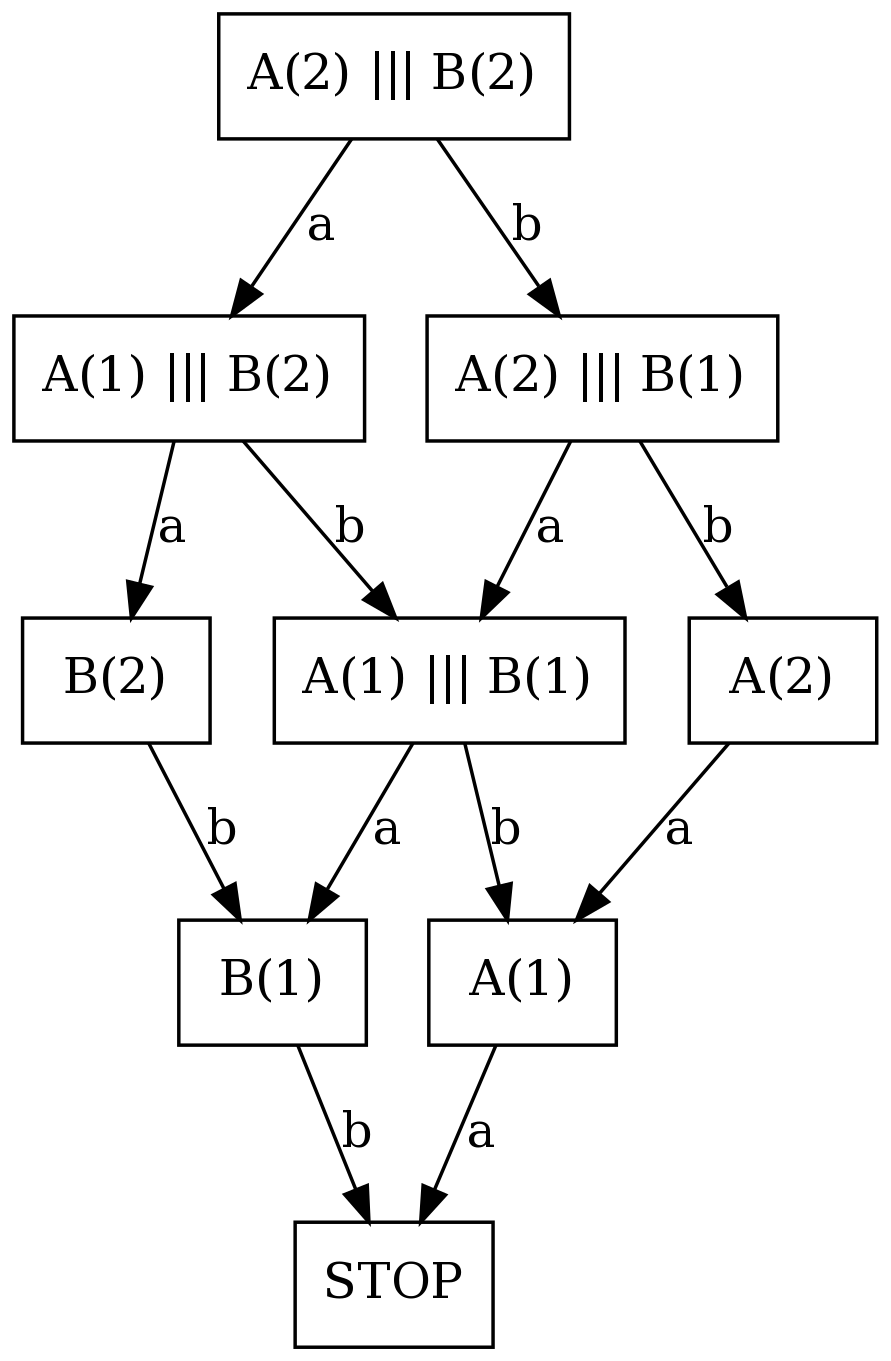 A(2) ||| B(2)
a
b
A(1) ||| B(2)
A(2) ||| B(1)
a
b
a
b
B(2)
A(1) ||| B(1)
A(2)
b
a
b
a
B(1)
A(1)
b
a
STOP